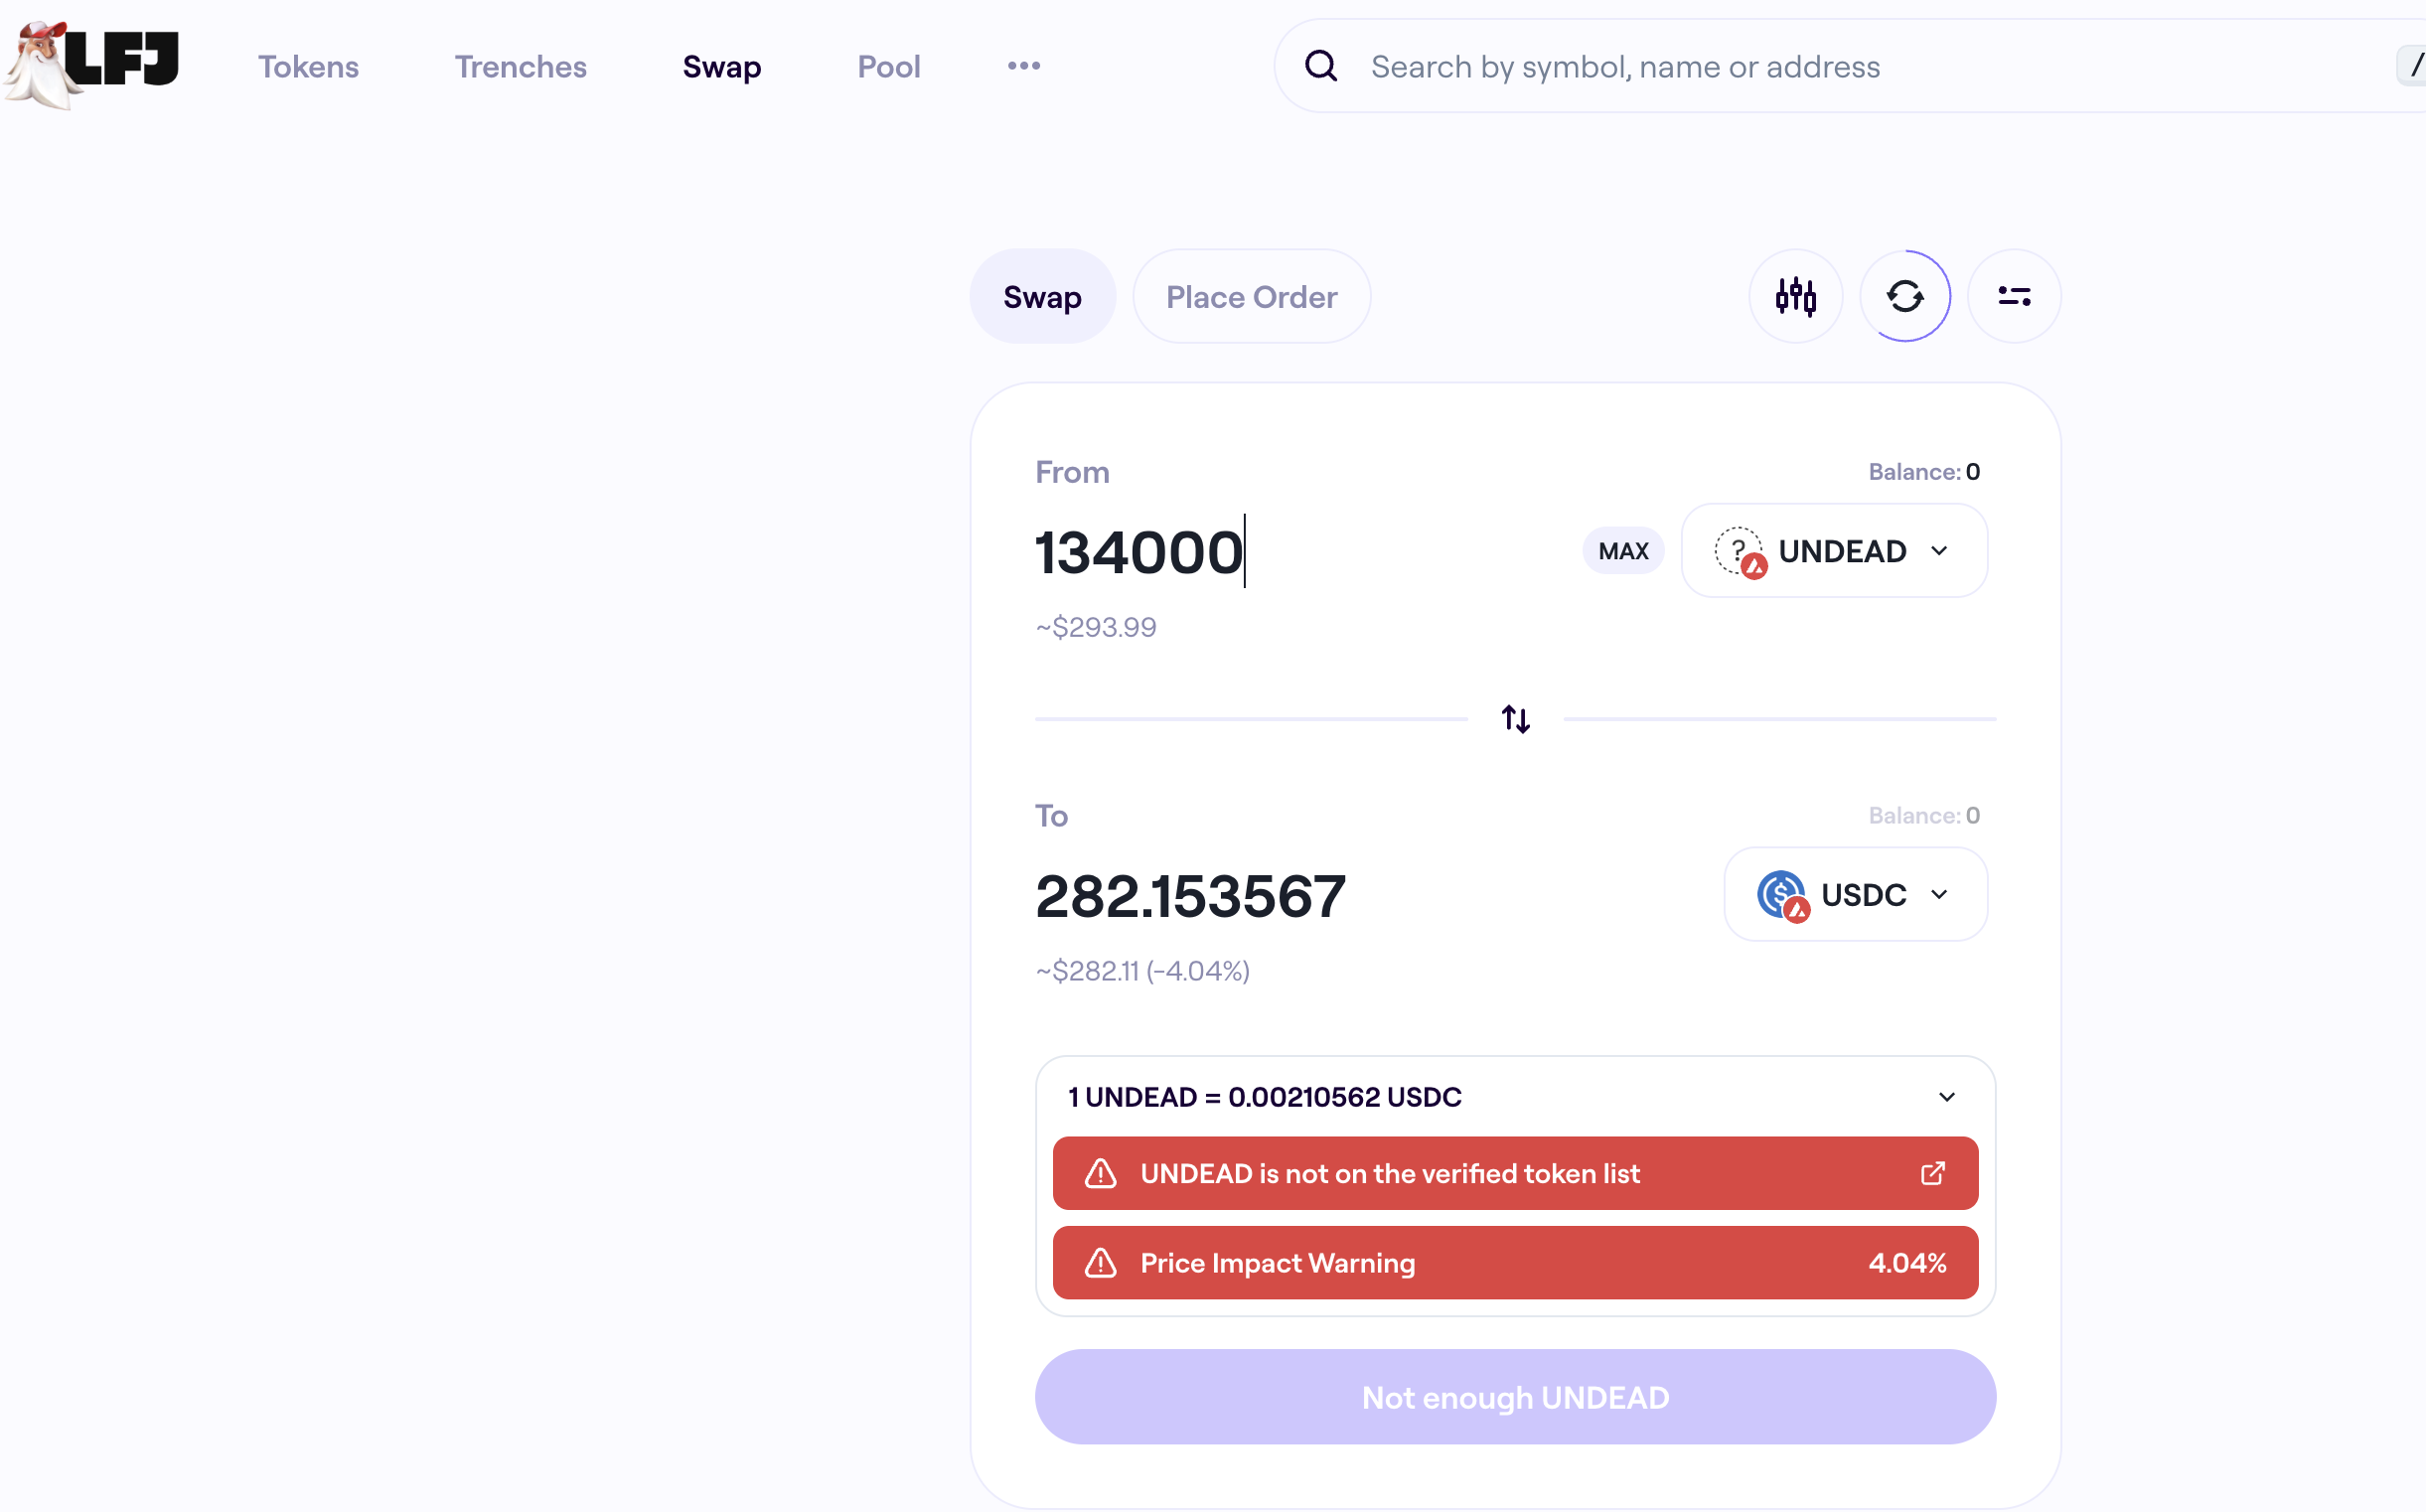 LFJ Tokens Trenches Swap Pool ••• Search by symbol, name or address /
Swap Place Order
From Balance: 0
134000 MAX ? UNDEAD
~$293.99
To Balance: 0
282.153567 USDC
~$282.11 (-4.04%)
1 UNDEAD = 0.00210562 USDC
UNDEAD is not on the verified token list
Price Impact Warning 4.04%
Not enough UNDEAD